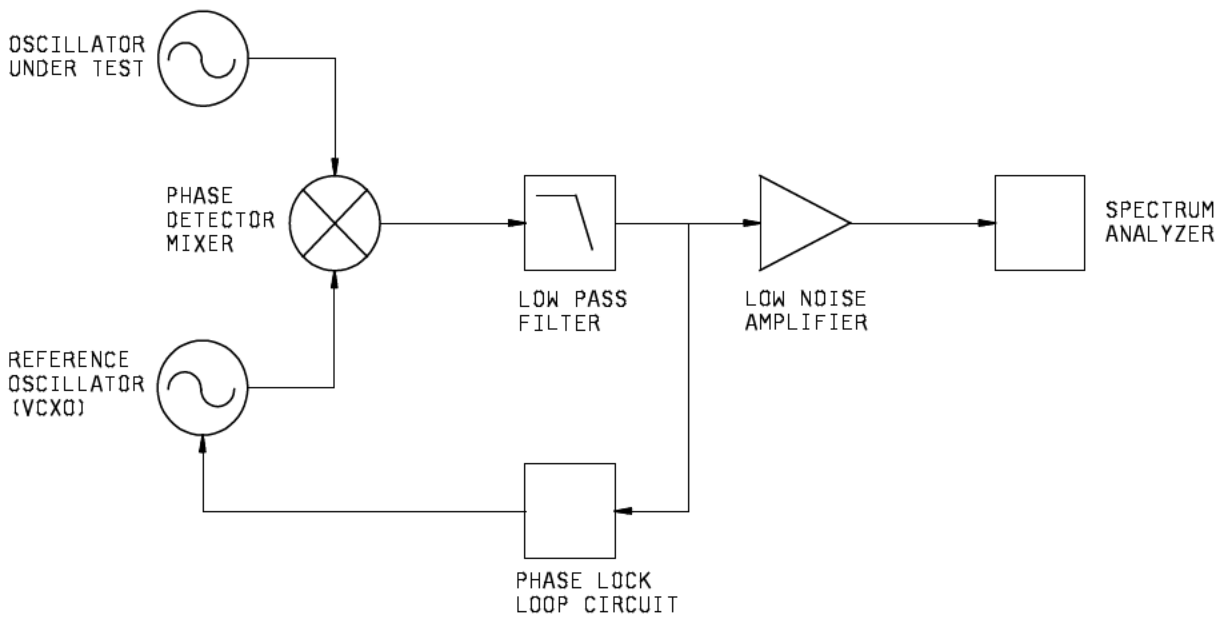 OSCILLATOR
UNDER TEST
PHASE
DETECTOR
MIXER
SPECTRUM
ANALYZER
LOW PASS
FILTER
LOW NOISE
AMPLIFIER
REFERENCE
OSCILLATOR
(VCXO)
PHASE LOCK
LOOP CIRCUIT